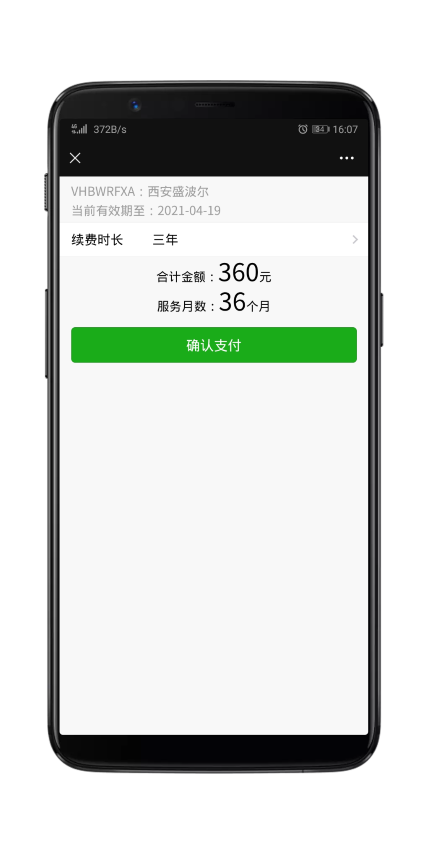 372B/s
84
16:07
VHBWRFXA：西安盛波尔
当前有效期至：2021-04-19
续费时长 三年
合计金额：360元
服务月数：36个月
确认支付